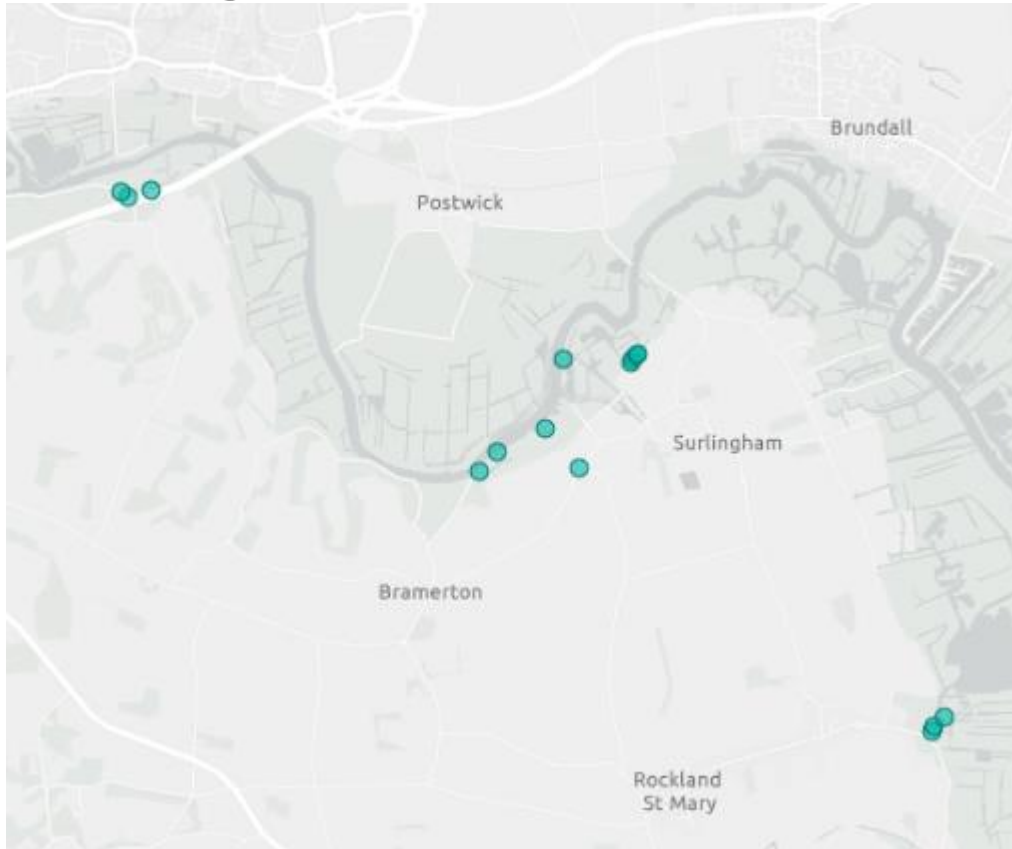 Brundall
Postwick
Surlingham
Bramerton
Rockland
St Mary